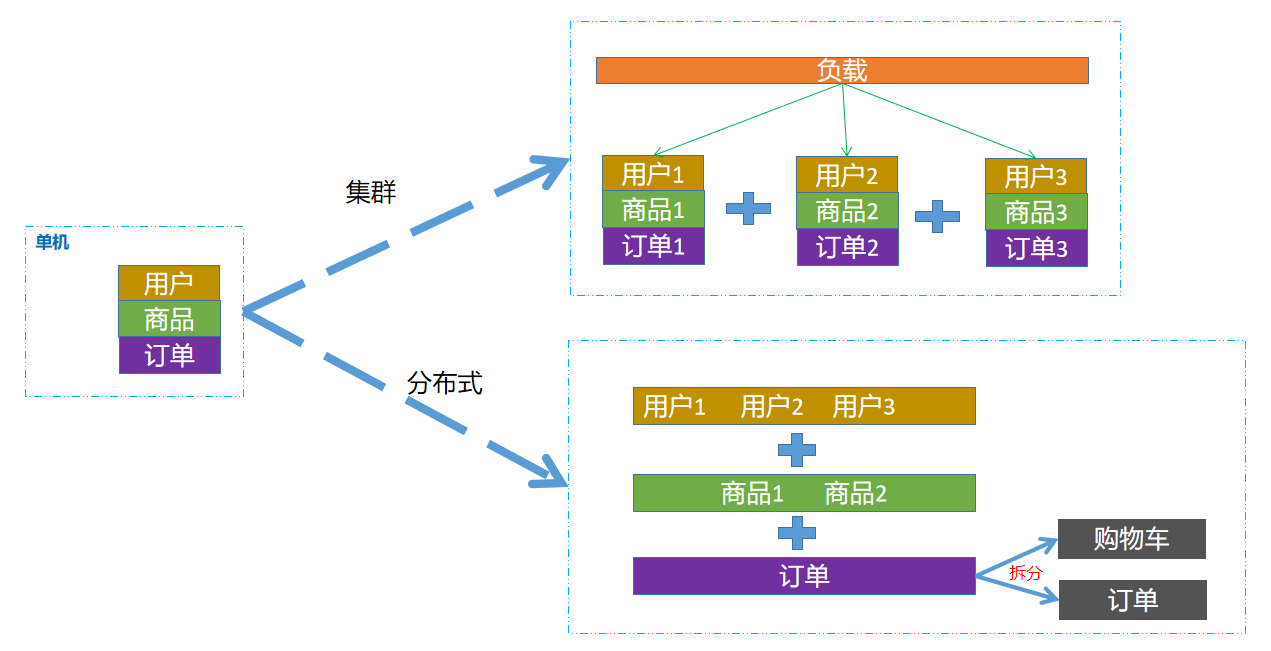 单机
用户
商品
订单
集群
分布式
负载
用户1
商品1
订单1
用户2
商品2
订单2
用户3
商品3
订单3
用户1 用户2 用户3
商品1 商品2
订单
拆分
购物车
订单